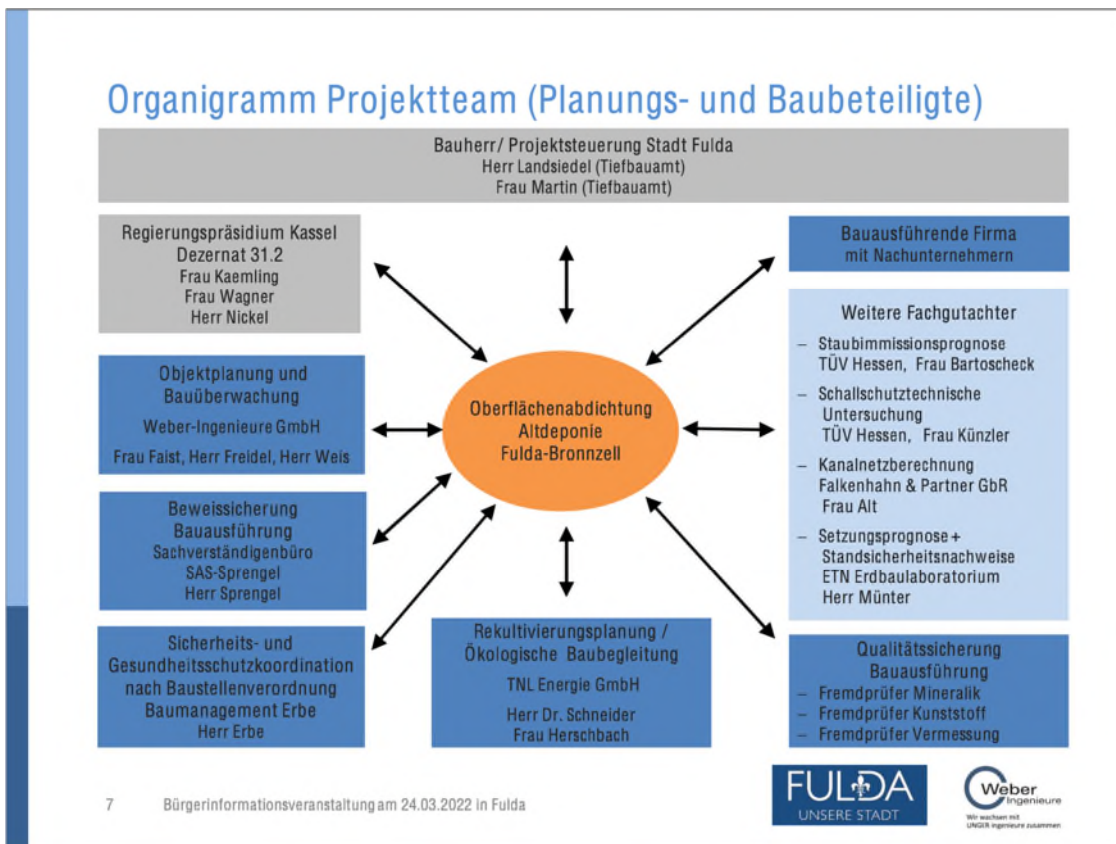 Organigramm Projektteam (Planungs- und Baubeteiligte)
Bauherr/ Projektsteuerung Stadt Fulda
Herr Landsiedel (Tiefbauamt)
Frau Martin (Tiefbauamt)
Regierungspräsidium Kassel
Dezernat 31.2
Frau Kaemling
Frau Wagner
Herr Nickel
Objektplanung und
Bauüberwachung
Weber-Ingenieure GmbH
Frau Faist, Herr Freidel, Herr Weis
Beweissicherung
Bauausführung
Sachverständigenbüro
SAS-Sprengel
Herr Sprengel
Sicherheits- und
Gesundheitsschutzkoordination
nach Baustellenverordnung
Baumanagement Erbe
Herr Erbe
Oberflächenabdichtung
Altdeponie
Fulda-Bronnzell
Rekultivierungsplanung /
Ökologische Baubegleitung
TNL Energie GmbH
Herr Dr. Schneider
Frau Herschbach
Bauausführende Firma
mit Nachunternehmern
Weitere Fachgutachter
– Staubimmissionsprognose
TÜV Hessen, Frau Bartoscheck
– Schallschutztechnische
Untersuchung
TÜV Hessen, Frau Künzler
– Kanalnetzberechnung
Falkenhahn & Partner GbR
Frau Alt
– Setzungsprognose +
Standsicherheitsnachweise
ETN Erdbaulaboratorium
Herr Münter
Qualitätssicherung
Bauausführung
– Fremdprüfer Mineralik
– Fremdprüfer Kunststoff
– Fremdprüfer Vermessung
7 Bürgerinformationsveranstaltung am 24.03.2022 in Fulda
FULDA
UNSERE STADT
Weber
Ingenieure
Wir wachsen mit
UNGER ingenieure zusammen